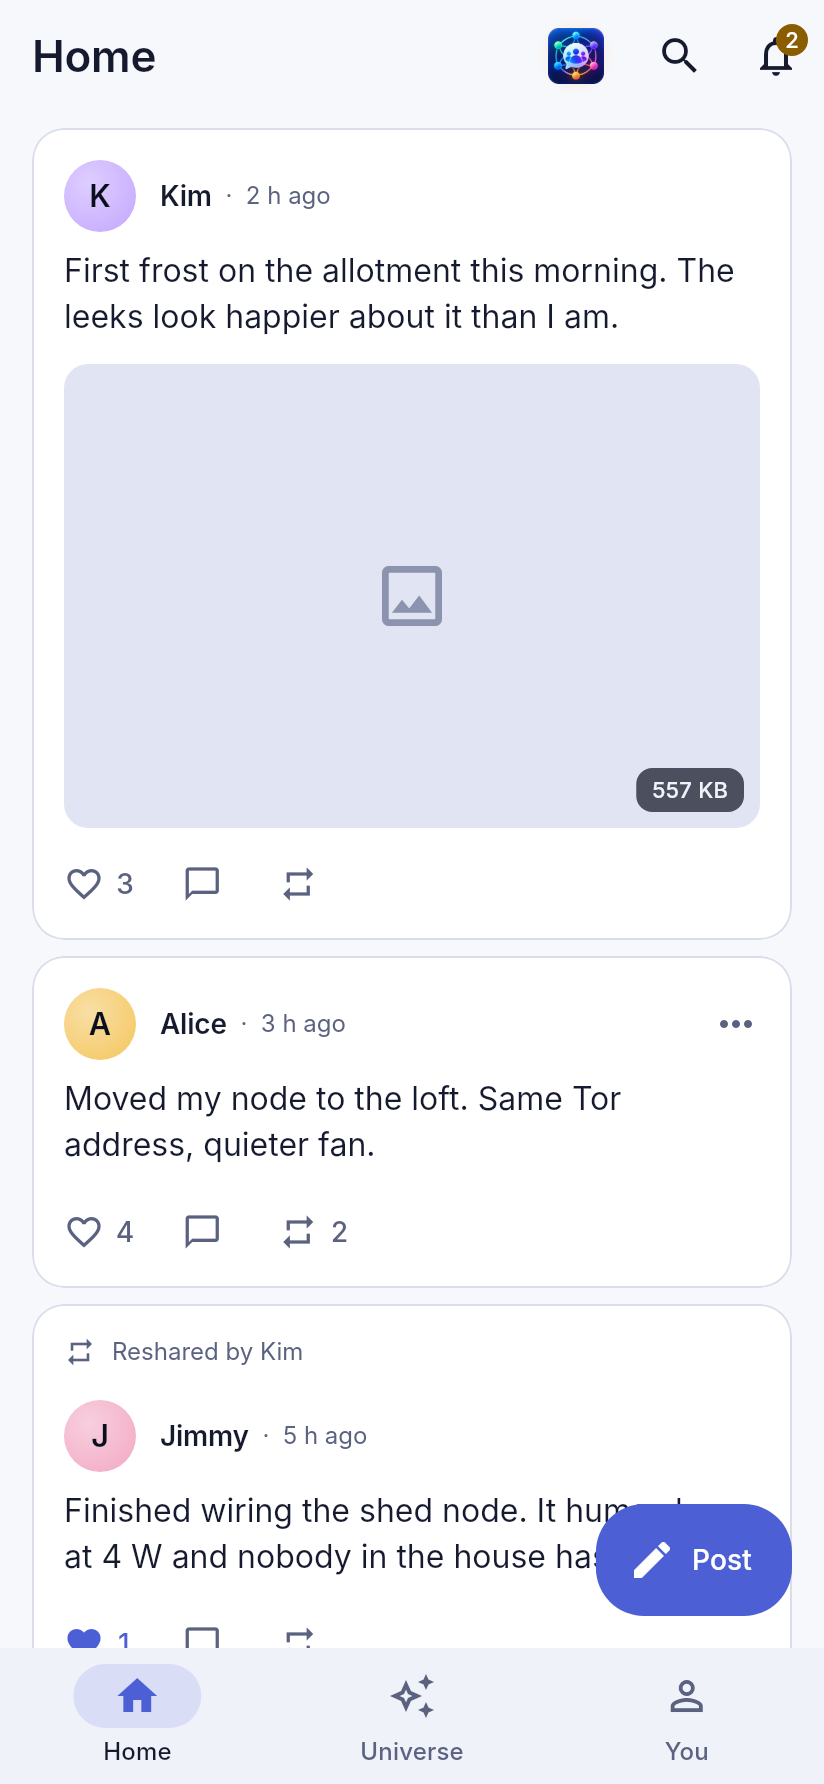 Home
2
K
Kim · 2 h ago
First frost on the allotment this morning. The
leeks look happier about it than I am.
557 KB
3
A
Alice · 3 h ago
Moved my node to the loft. Same Tor
address, quieter fan.
4
2
Reshared by Kim
J
Jimmy · 5 h ago
Finished wiring the shed node. It
at 4 W and nobody in the house
Post
1
Home
Universe
You